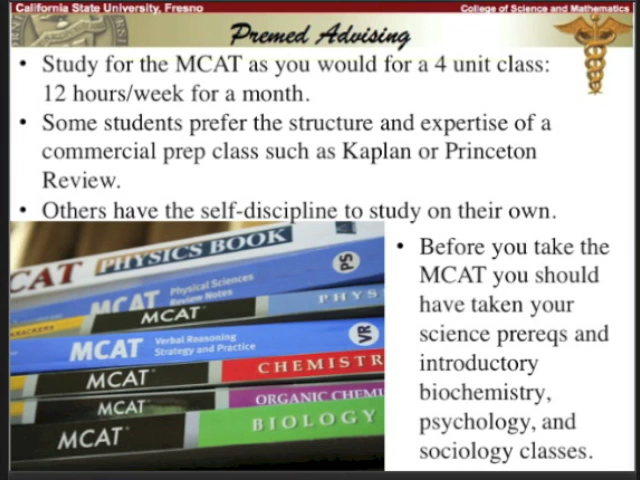 California State University, Fresno
College of Science and Mathematics
Premed Advising
• Study for the MCAT as you would for a 4 unit class:
12 hours/week for a month.
• Some students prefer the structure and expertise of a
commercial prep class such as Kaplan or Princeton
Review.
• Others have the self-discipline to study on their own.
CAT PHYSICS BOOK
MCAT Physical Sciences
Review Notes
PS
KRACKERS
MCAT
PHYS
MCAT Verbal Reasoning
Strategy and Practice
VR
MCAT CHEMISTR
MCAT ORGANIC CHEMI
MCAT BIOLOGY
• Before you take the
MCAT you should
have taken your
science prereqs and
introductory
biochemistry,
psychology, and
sociology classes.